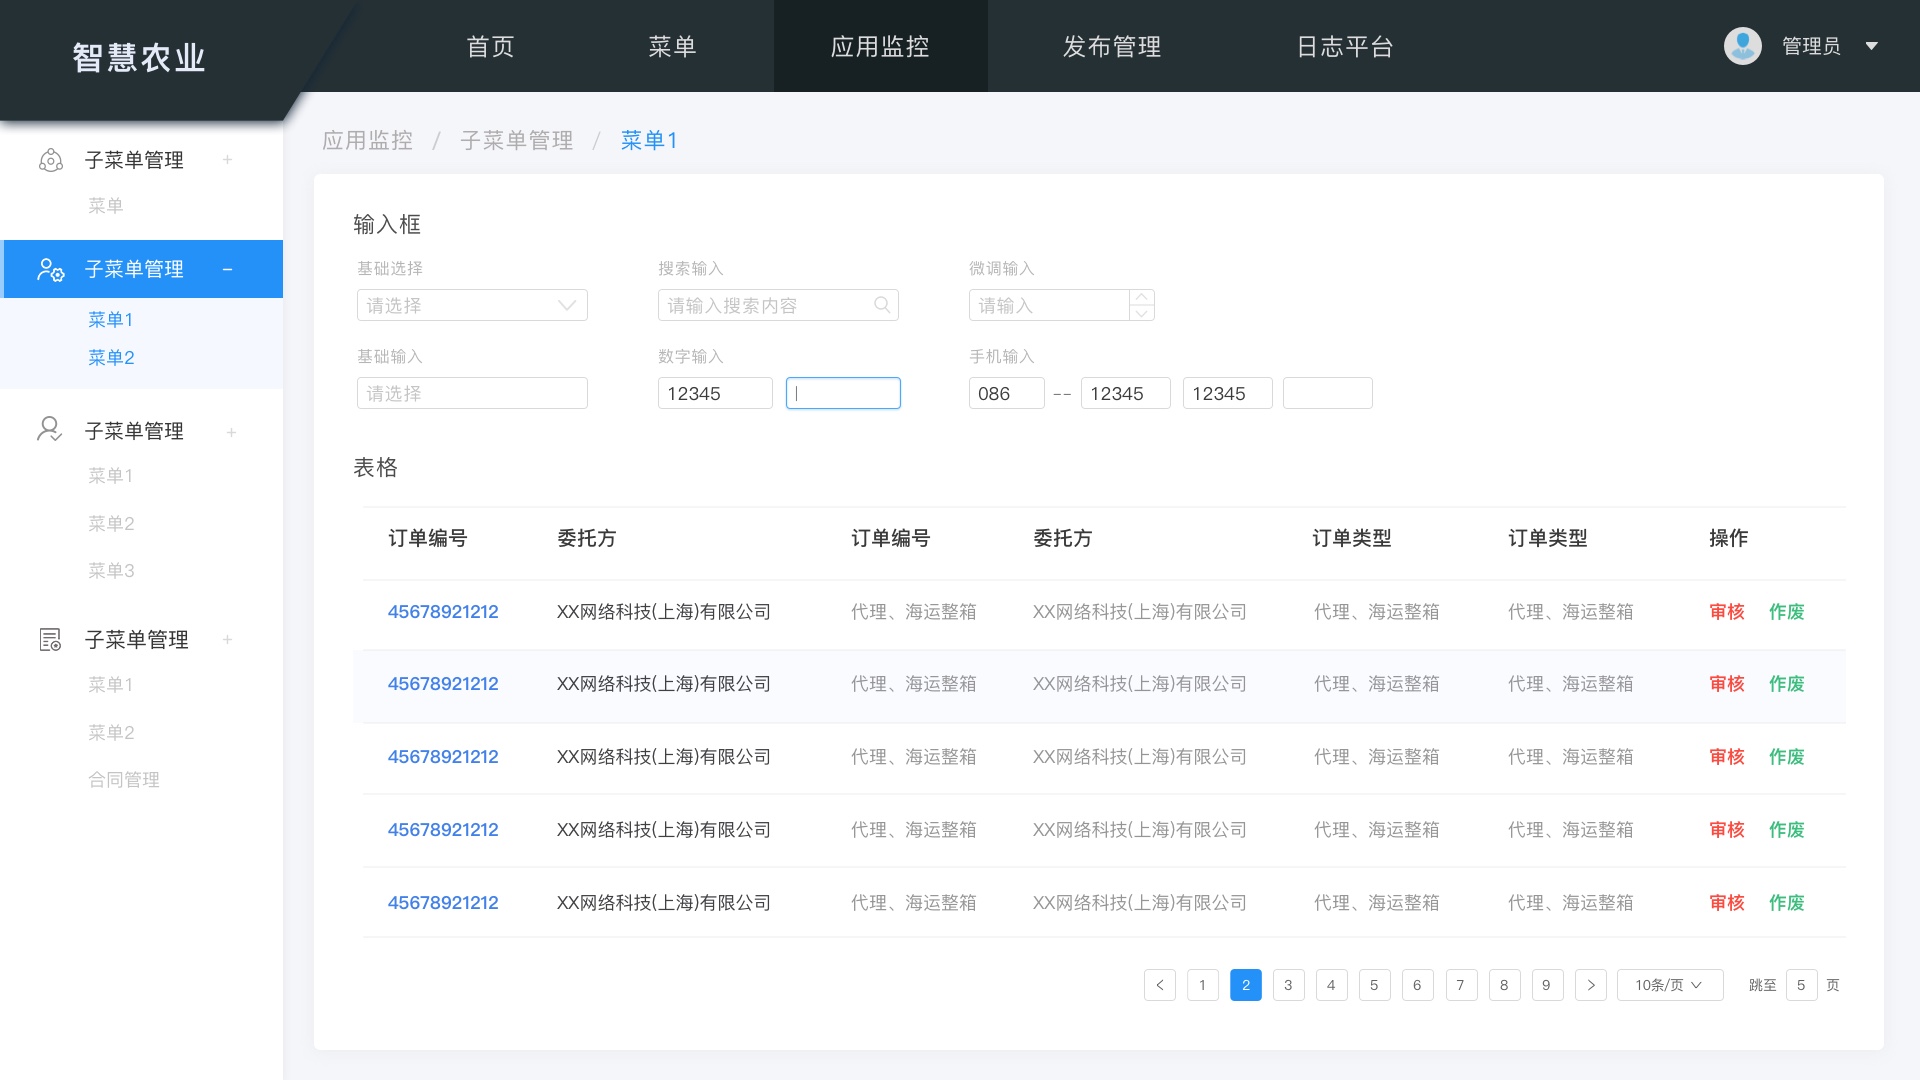 智慧农业
首页 菜单 应用监控 发布管理 日志平台 管理员
应用监控 / 子菜单管理 / 菜单1
子菜单管理 +
菜单
子菜单管理 −
菜单1
菜单2
子菜单管理 +
菜单1
菜单2
菜单3
子菜单管理 +
菜单1
菜单2
合同管理
输入框
基础选择 搜索输入 微调输入
请选择 请输入搜索内容 请输入
基础输入 数字输入 手机输入
请选择 12345 086 -- 12345 12345
表格
订单编号 委托方 订单编号 委托方 订单类型 订单类型 操作
45678921212 XX网络科技(上海)有限公司 代理、海运整箱 XX网络科技(上海)有限公司 代理、海运整箱 代理、海运整箱 审核 作废
45678921212 XX网络科技(上海)有限公司 代理、海运整箱 XX网络科技(上海)有限公司 代理、海运整箱 代理、海运整箱 审核 作废
45678921212 XX网络科技(上海)有限公司 代理、海运整箱 XX网络科技(上海)有限公司 代理、海运整箱 代理、海运整箱 审核 作废
45678921212 XX网络科技(上海)有限公司 代理、海运整箱 XX网络科技(上海)有限公司 代理、海运整箱 代理、海运整箱 审核 作废
45678921212 XX网络科技(上海)有限公司 代理、海运整箱 XX网络科技(上海)有限公司 代理、海运整箱 代理、海运整箱 审核 作废
< 1 2 3 4 5 6 7 8 9 > 10条/页 跳至 5 页